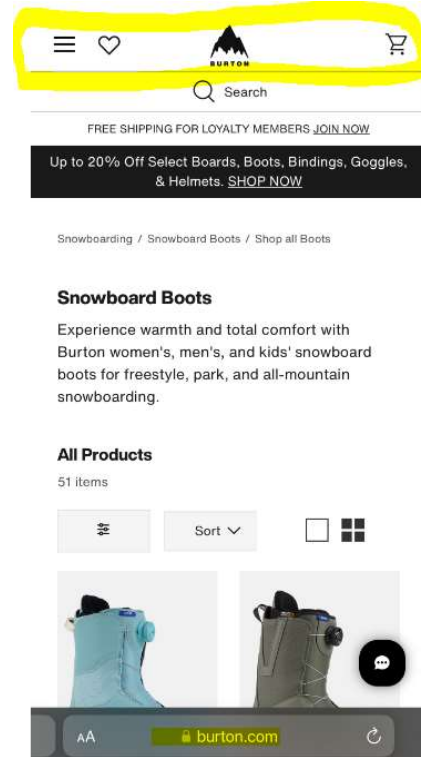 BURTON
Search
FREE SHIPPING FOR LOYALTY MEMBERS JOIN NOW
Up to 20% Off Select Boards, Boots, Bindings, Goggles,
& Helmets. SHOP NOW
Snowboarding / Snowboard Boots / Shop all Boots
Snowboard Boots
Experience warmth and total comfort with
Burton women's, men's, and kids' snowboard
boots for freestyle, park, and all-mountain
snowboarding.
All Products
51 items
Sort
AA burton.com